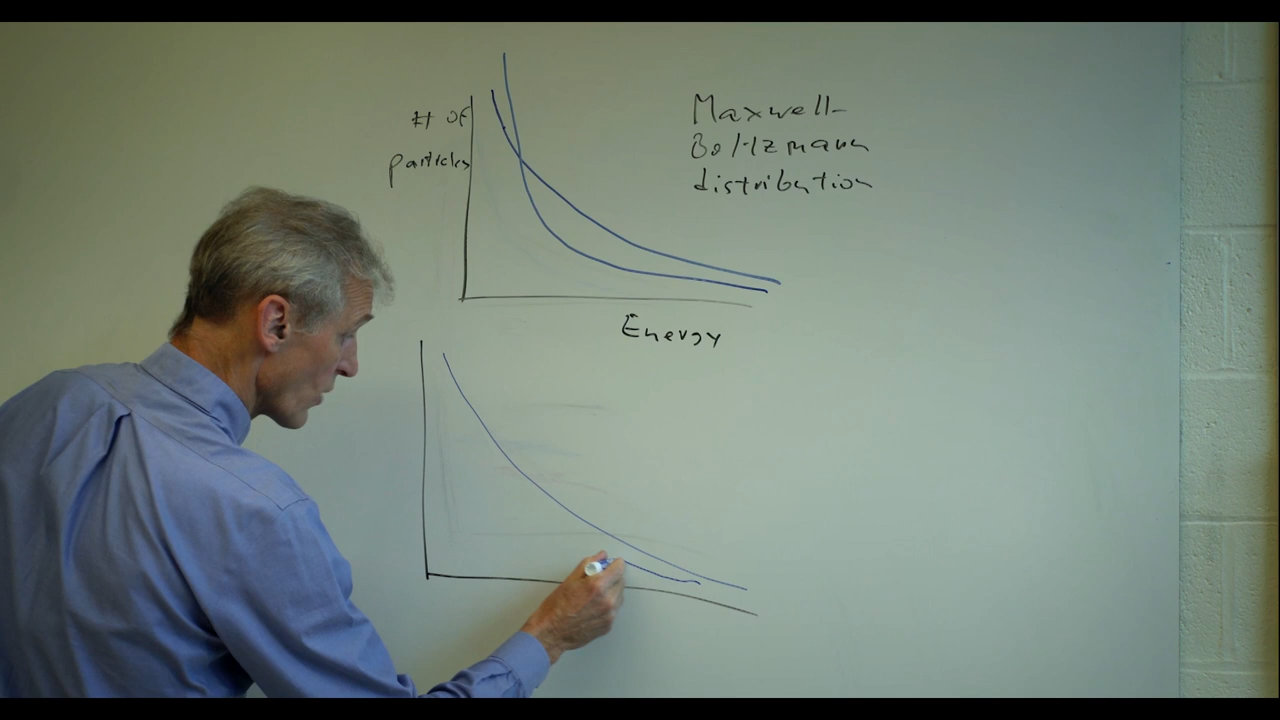 # of
particles
Maxwell-
Boltzmann
distribution
Energy